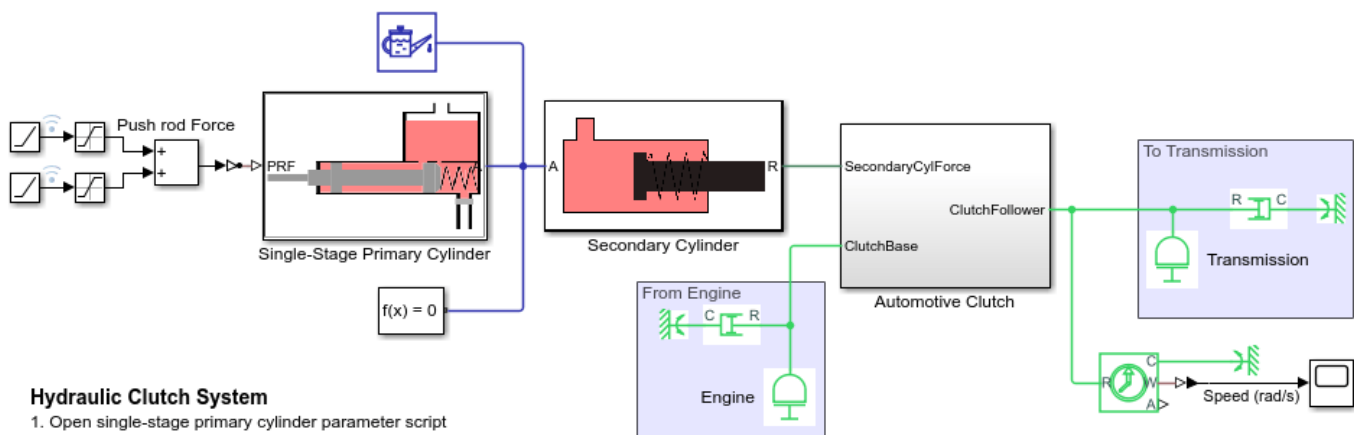 Push rod Force
+
+
PRF
A
Single-Stage Primary Cylinder
f(x) = 0
A
R
Secondary Cylinder
SecondaryCylForce
ClutchFollower
ClutchBase
Automotive Clutch
From Engine
C
R
Engine
To Transmission
R
C
Transmission
R
C
W
A
Speed (rad/s)
Hydraulic Clutch System
1. Open single-stage primary cylinder parameter script